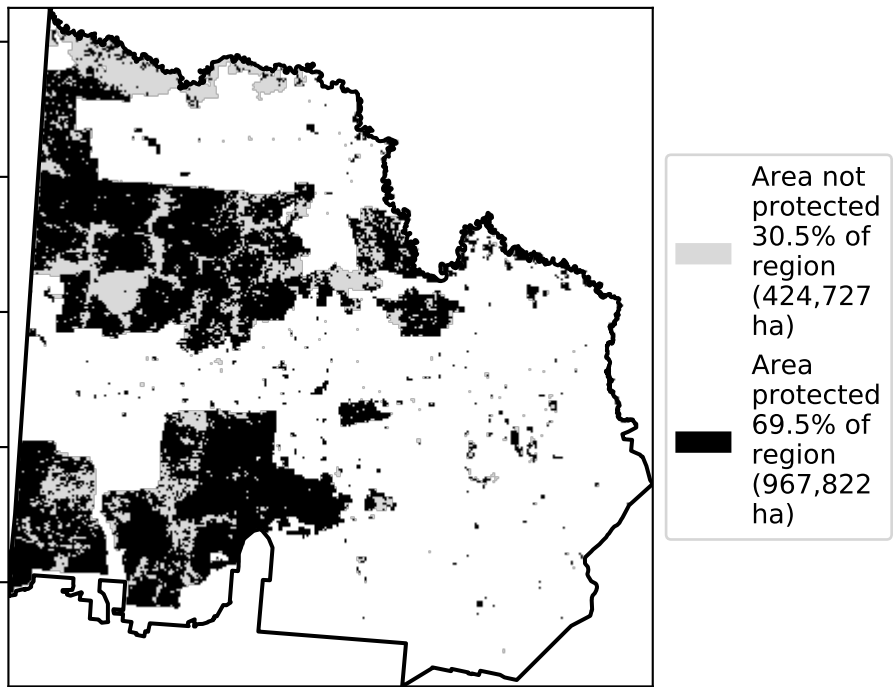 Area not
protected
30.5% of
region
(424,727
ha)
Area
protected
69.5% of
region
(967,822
ha)